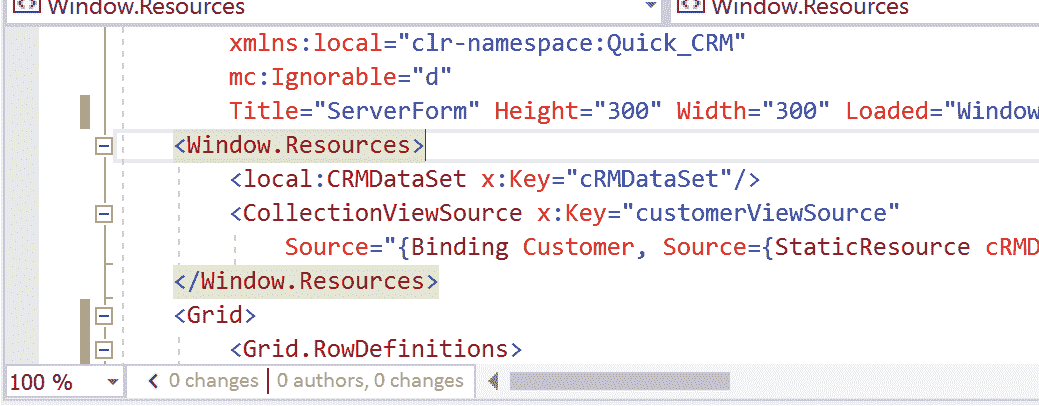 Window.Resources Window.Resources
xmlns:local="clr-namespace:Quick_CRM"
mc:Ignorable="d"
Title="ServerForm" Height="300" Width="300" Loaded="Window
<Window.Resources>
<local:CRMDataSet x:Key="cRMDataSet"/>
<CollectionViewSource x:Key="customerViewSource"
Source="{Binding Customer, Source={StaticResource cRMD
</Window.Resources>
<Grid>
<Grid.RowDefinitions>
100 % 0 changes | 0 authors, 0 changes